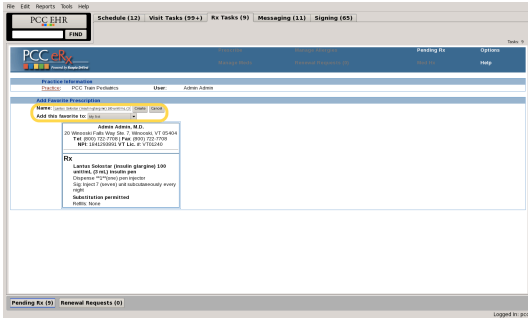 File Edit Reports Tools Help
PCC EHR
FIND
Schedule (12) Visit Tasks (99+) Rx Tasks (9) Messaging (11) Signing (65)
Tasks: 9
PCC eRx
Pending Rx Options
Help
Practice Information
Practice: PCC Train Pediatrics User: Admin Admin
Add Favorite Prescription
Name: Create Cancel
Add this favorite to: My list
Admin Admin, M.D.
20 Winooski Falls Way Ste. 7, Winooski, VT 05404
Tel: (800) 722-7708 | Fax: (800) 722-7708
NPI: 1841293891 VT Lic. #: VT01240
Rx
Lantus Solostar (insulin glargine) 100
unit/mL (3 mL) insulin pen
Dispense **1**(one) pen injector
Sig: Inject 7 (seven) unit subcutaneously every
night
Substitution permitted
Refills: None
Pending Rx (9) Renewal Requests (0)
Logged in: pcc